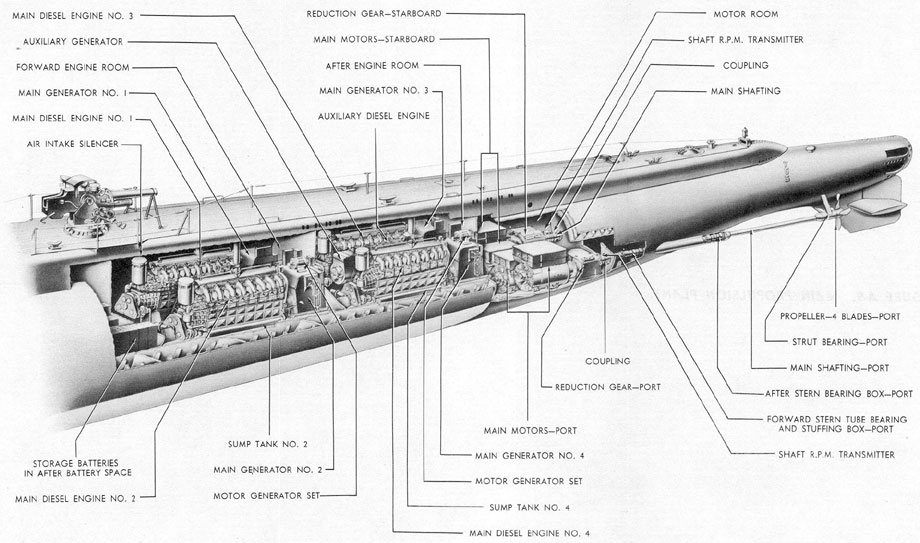 MAIN DIESEL ENGINE NO. 3
AUXILIARY GENERATOR
FORWARD ENGINE ROOM
MAIN GENERATOR NO. 1
MAIN DIESEL ENGINE NO. 1
AIR INTAKE SILENCER
REDUCTION GEAR—STARBOARD
MAIN MOTORS—STARBOARD
AFTER ENGINE ROOM
MAIN GENERATOR NO. 3
AUXILIARY DIESEL ENGINE
MOTOR ROOM
SHAFT R.P.M. TRANSMITTER
COUPLING
MAIN SHAFTING
PROPELLER—4 BLADES—PORT
STRUT BEARING—PORT
MAIN SHAFTING—PORT
AFTER STERN BEARING BOX—PORT
FORWARD STERN TUBE BEARING
AND STUFFING BOX—PORT
SHAFT R.P.M. TRANSMITTER
COUPLING
REDUCTION GEAR—PORT
MAIN MOTORS—PORT
MAIN GENERATOR NO. 4
MOTOR GENERATOR SET
SUMP TANK NO. 4
MAIN DIESEL ENGINE NO. 4
SUMP TANK NO. 2
MAIN GENERATOR NO. 2
MOTOR GENERATOR SET
STORAGE BATTERIES
IN AFTER BATTERY SPACE
MAIN DIESEL ENGINE NO. 2